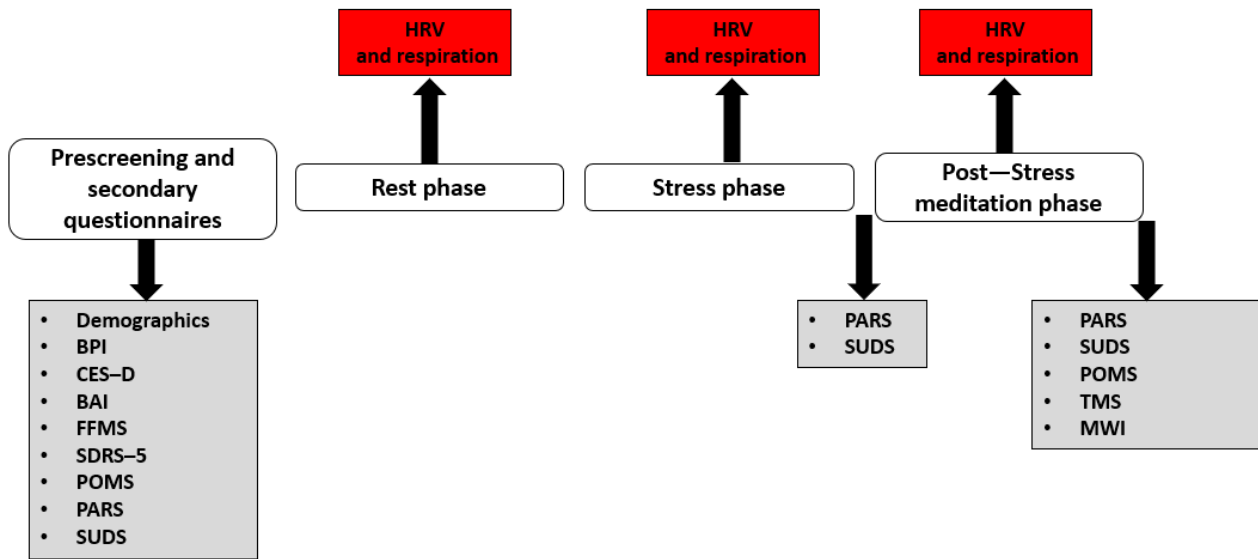 HRV
and respiration
HRV
and respiration
HRV
and respiration
Prescreening and
secondary
questionnaires
Rest phase
Stress phase
Post—Stress
meditation phase
• Demographics
• BPI
• CES–D
• BAI
• FFMS
• SDRS–5
• POMS
• PARS
• SUDS
• PARS
• SUDS
• PARS
• SUDS
• POMS
• TMS
• MWI